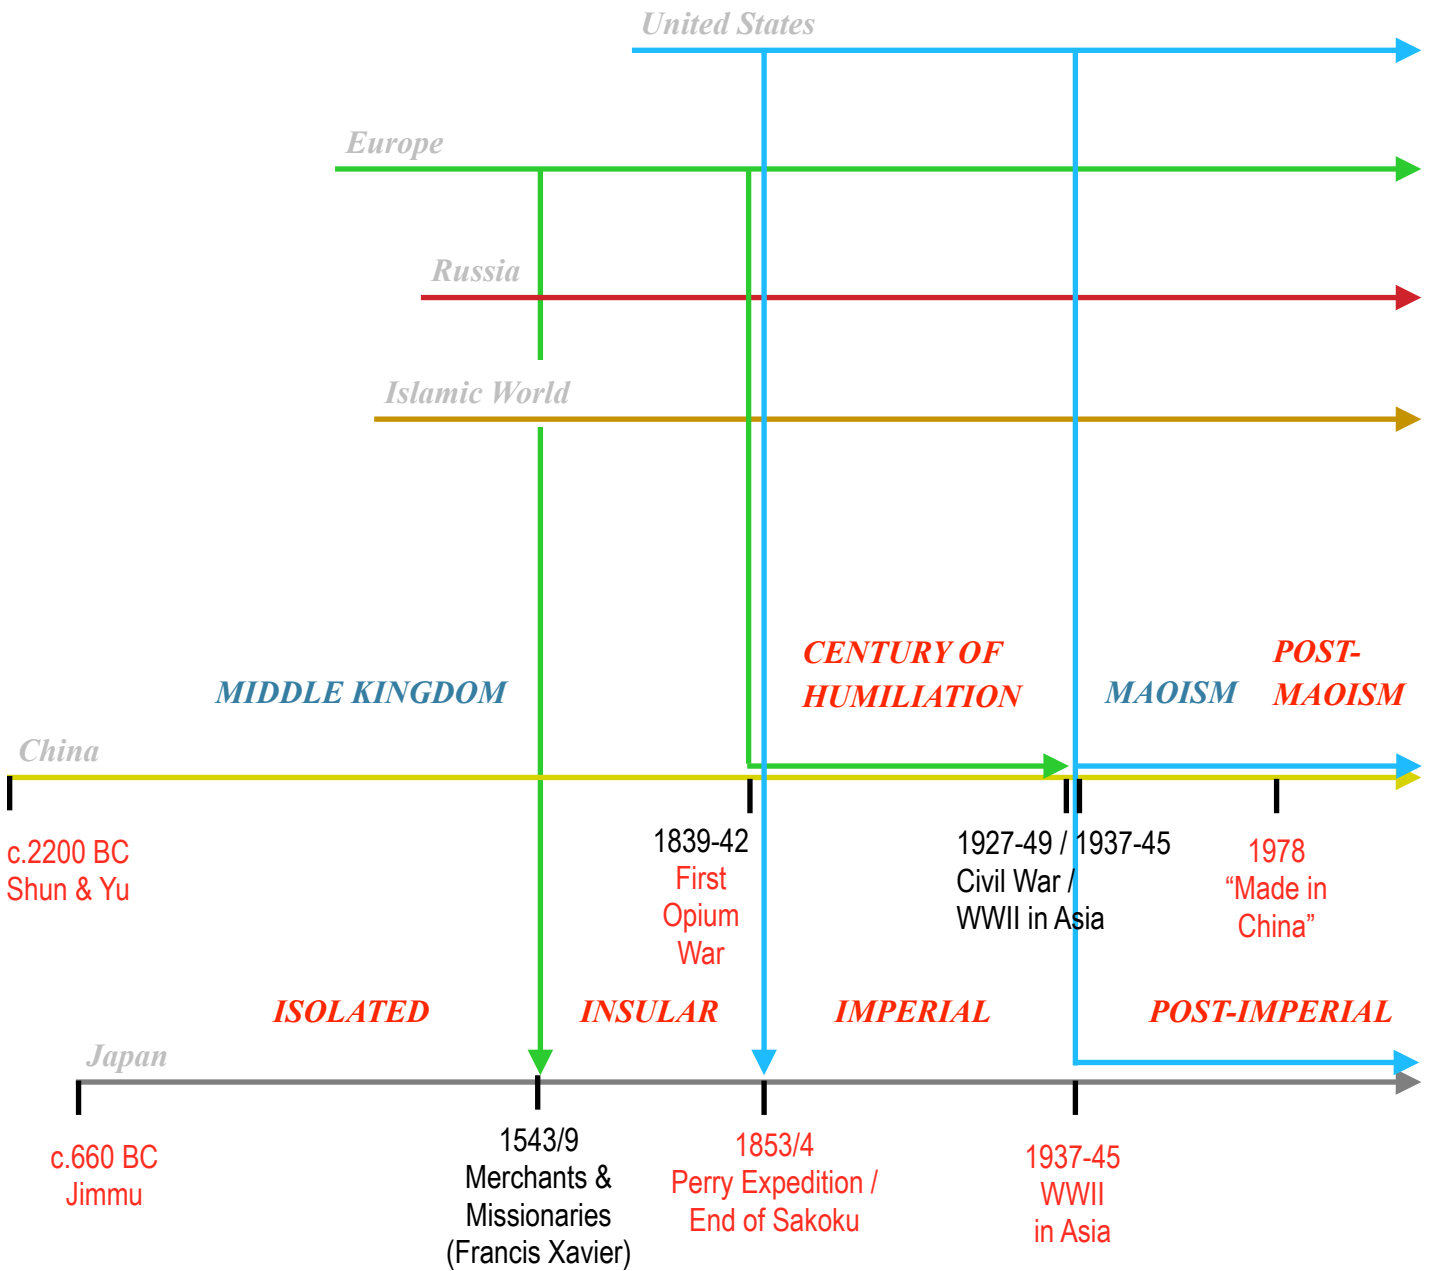 United States
Europe
Russia
Islamic World
CENTURY OF
HUMILIATION
POST-
MAOISM
MIDDLE KINGDOM
MAOISM
China
c.2200 BC
Shun & Yu
1839-42
First
Opium
War
1927-49 / 1937-45
Civil War /
WWII in Asia
1978
“Made in
China”
ISOLATED
INSULAR
IMPERIAL
POST-IMPERIAL
Japan
c.660 BC
Jimmu
1543/9
Merchants &
Missionaries
(Francis Xavier)
1853/4
Perry Expedition /
End of Sakoku
1937-45
WWII
in Asia